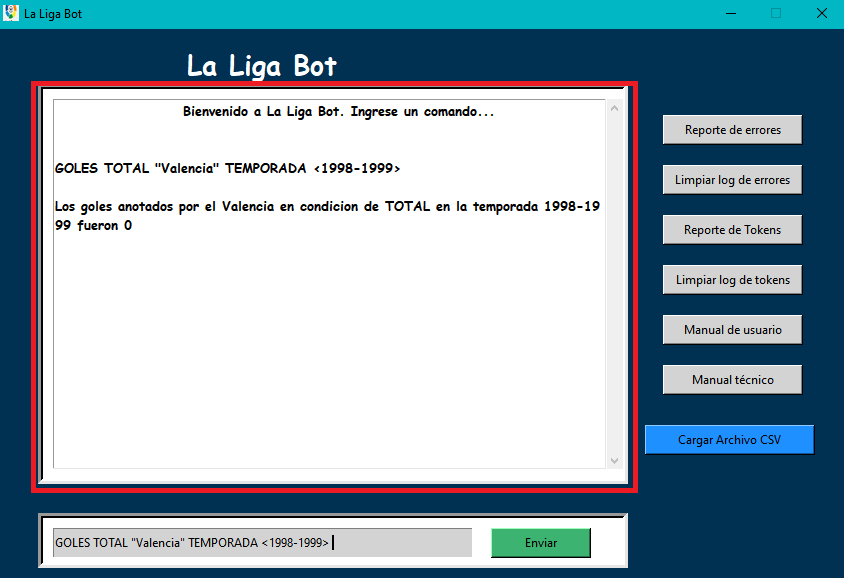 La Liga Bot
La Liga Bot
Bienvenido a La Liga Bot. Ingrese un comando...
GOLES TOTAL "Valencia" TEMPORADA <1998-1999>
Los goles anotados por el Valencia en condicion de TOTAL en la temporada 1998-19
99 fueron 0
Reporte de errores
Limpiar log de errores
Reporte de Tokens
Limpiar log de tokens
Manual de usuario
Manual técnico
Cargar Archivo CSV
GOLES TOTAL "Valencia" TEMPORADA <1998-1999>
Enviar